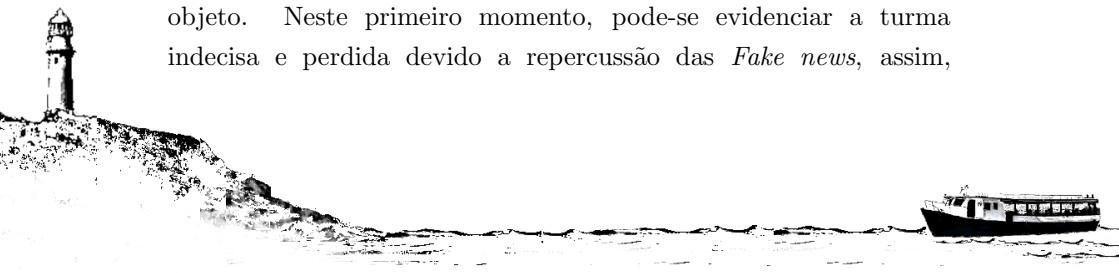 objeto. Neste primeiro momento, pode-se evidenciar a turma
indecisa e perdida devido a repercussão das Fake news, assim,